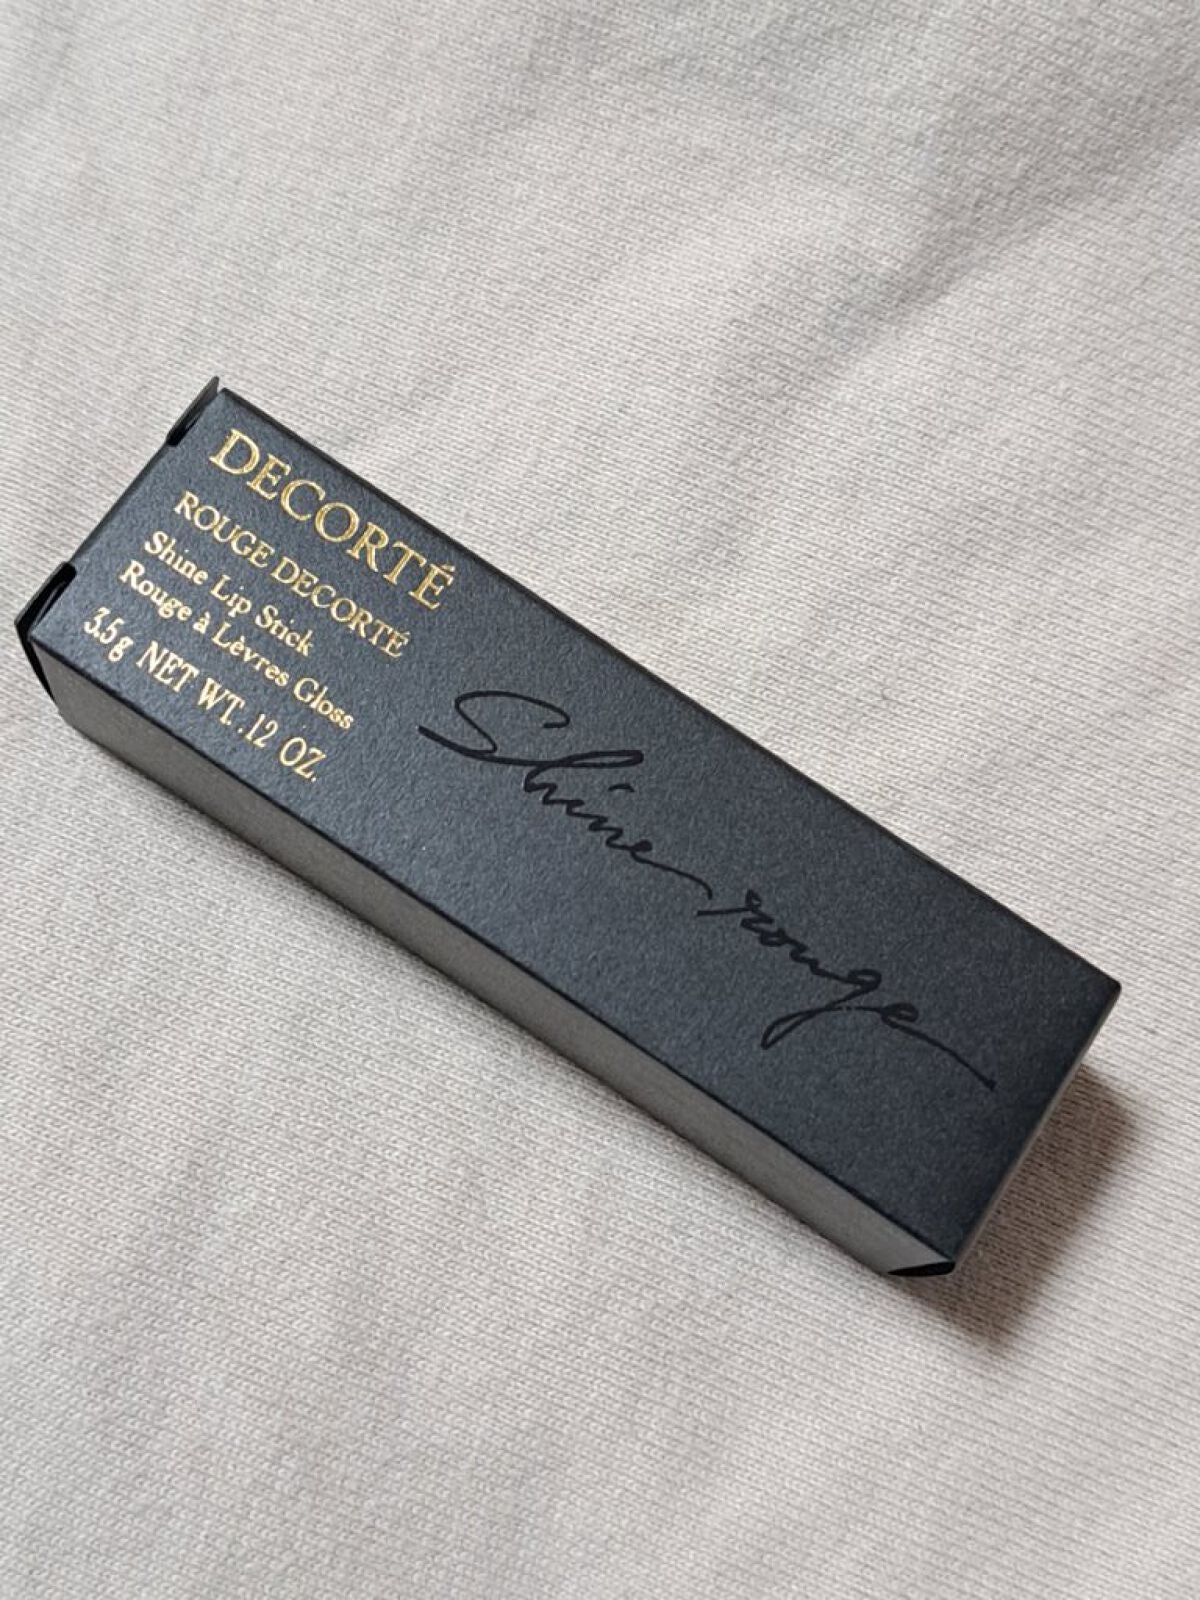 DECORTÉ
ROUGE DECORTÉ
Shine Lip Stick
Rouge à Lèvres Gloss
3.5g NET WT. .12 OZ.
Shine rouge